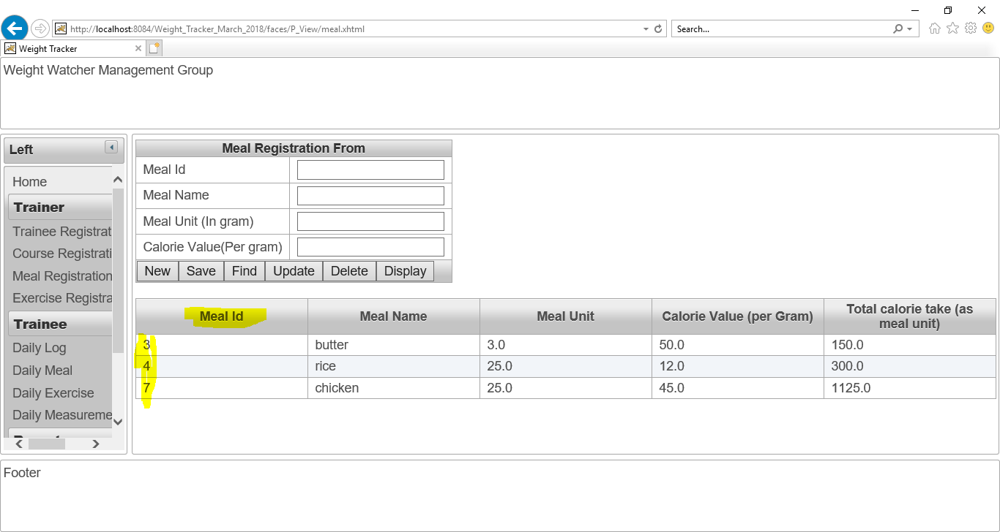 http://localhost:8084/Weight_Tracker_March_2018/faces/P_View/meal.xhtml
Search...
Weight Tracker
Weight Watcher Management Group
Left
Home
Trainer
Trainee Registrat
Course Registrati
Meal Registration
Exercise Registra
Trainee
Daily Log
Daily Meal
Daily Exercise
Daily Measureme
Meal Registration From
Meal Id
Meal Name
Meal Unit (In gram)
Calorie Value(Per gram)
New Save Find Update Delete Display
Meal Id Meal Name Meal Unit Calorie Value (per Gram) Total calorie take (as
meal unit)
3 butter 3.0 50.0 150.0
4 rice 25.0 12.0 300.0
7 chicken 25.0 45.0 1125.0
Footer